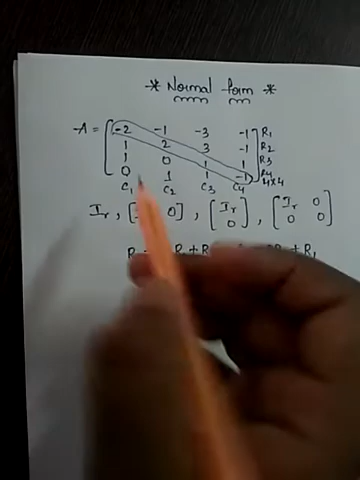 * Normal form *
A = [ -2 -1 -3 -1 ] R₁
1 2 3 -1 R₂
1 0 1 1 R₃
0 1 1 -1 R₄ 4×4
C₁ C₂ C₃ C₄
Iᵣ , [ 0 ] , [ Iᵣ 0 ] , [ Iᵣ 0 0 0 ]
R R₁